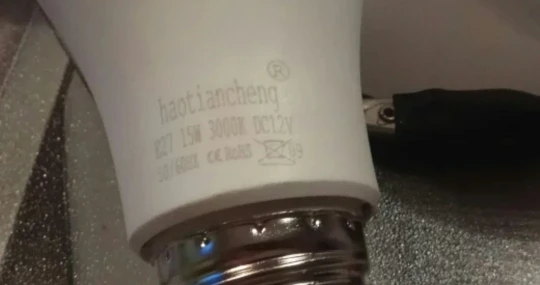 ®
haotiancheng
E27 15W 3000K DC12V
CE RoHS